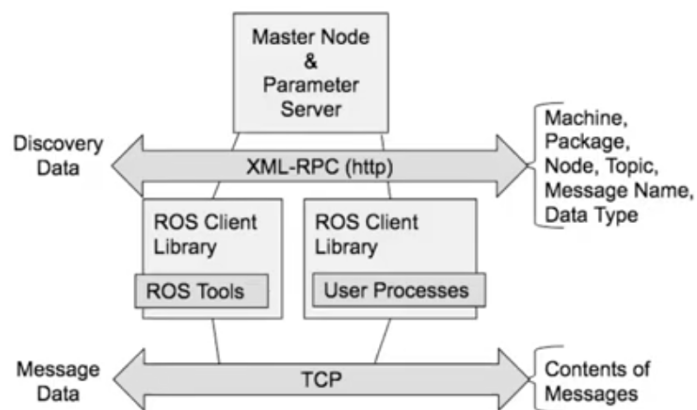 Master Node
&
Parameter
Server
Discovery
Data
XML-RPC (http)
Machine,
Package,
Node, Topic,
Message Name,
Data Type
ROS Client
Library
ROS Tools
ROS Client
Library
User Processes
Message
Data
TCP
Contents of
Messages